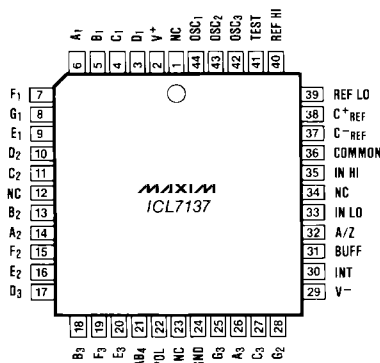 A1 B1 C1 D1 V+ NC OSC1 OSC2 OSC3 TEST REF HI
6 5 4 3 2 1 44 43 42 41 40
F1 7
G1 8
E1 9
D2 10
C2 11
NC 12
B2 13
A2 14
F2 15
E2 16
D3 17
MAXIM
ICL7137
39 REF LO
38 C+REF
37 C-REF
36 COMMON
35 IN HI
34 NC
33 IN LO
32 A/Z
31 BUFF
30 INT
29 V-
18 19 20 21 22 23 24 25 26 27 28
B3 F3 E3 AB4 POL NC GND G3 A3 C3 G2